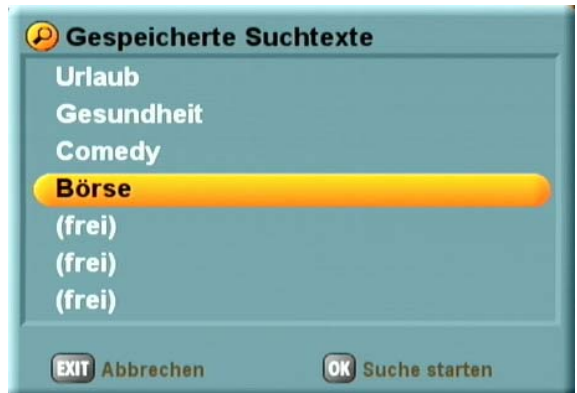 Gespeicherte Suchtexte
Urlaub
Gesundheit
Comedy
Börse
(frei)
(frei)
(frei)
EXIT Abbrechen OK Suche starten